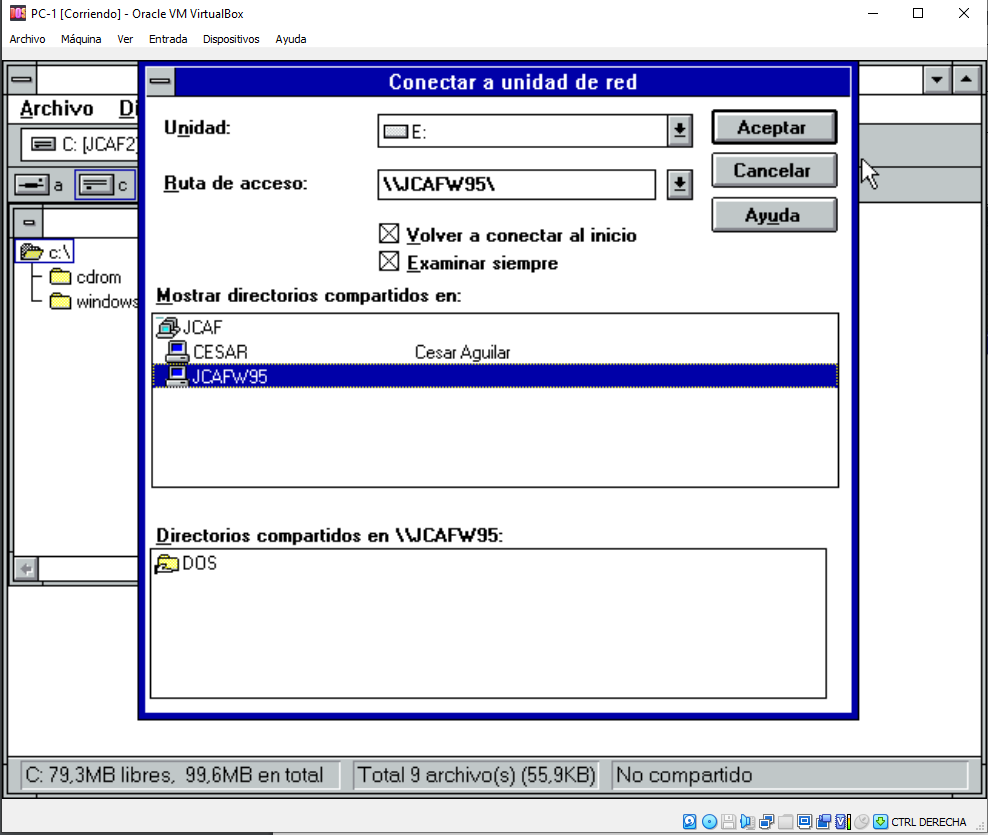 DOS PC-1 [Corriendo] - Oracle VM VirtualBox
Archivo Máquina Ver Entrada Dispositivos Ayuda
Conectar a unidad de red
Archivo
C: [JCAF2]
a c
c:\
cdrom
windows
Unidad: E: Aceptar
Cancelar
Ruta de acceso: \\JCAFW95\
Ayuda
Volver a conectar al inicio
Examinar siempre
Mostrar directorios compartidos en:
JCAF
CESAR Cesar Aguilar
JCAFW95
Directorios compartidos en \\JCAFW95:
DOS
C: 79,3MB libres, 99,6MB en total Total 9 archivo(s) (55,9KB) No compartido
CTRL DERECHA